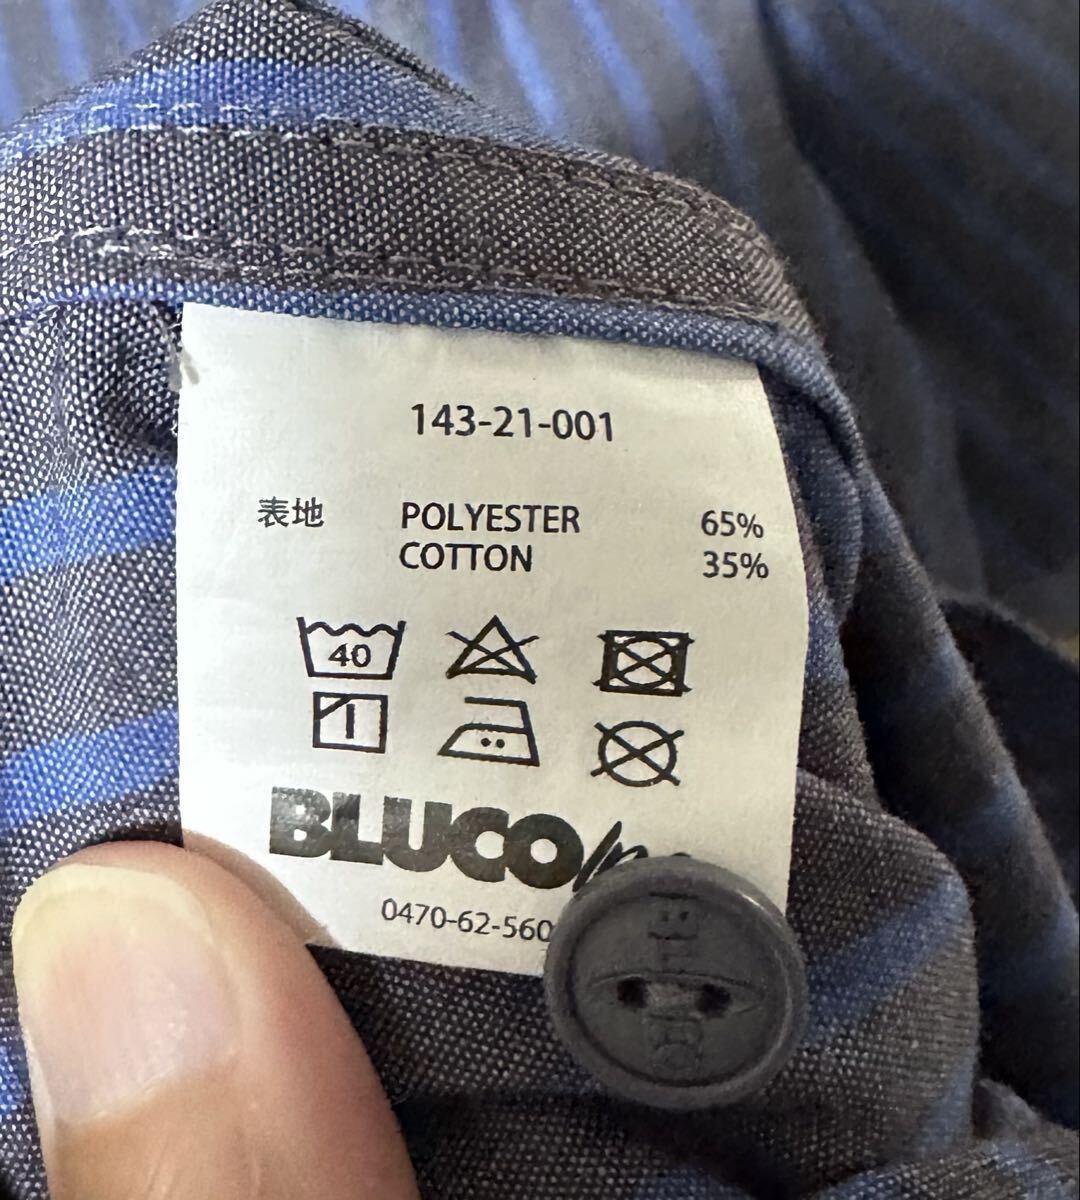 143-21-001
表地 POLYESTER 65%
COTTON 35%
40
BLUCO
0470-62-560